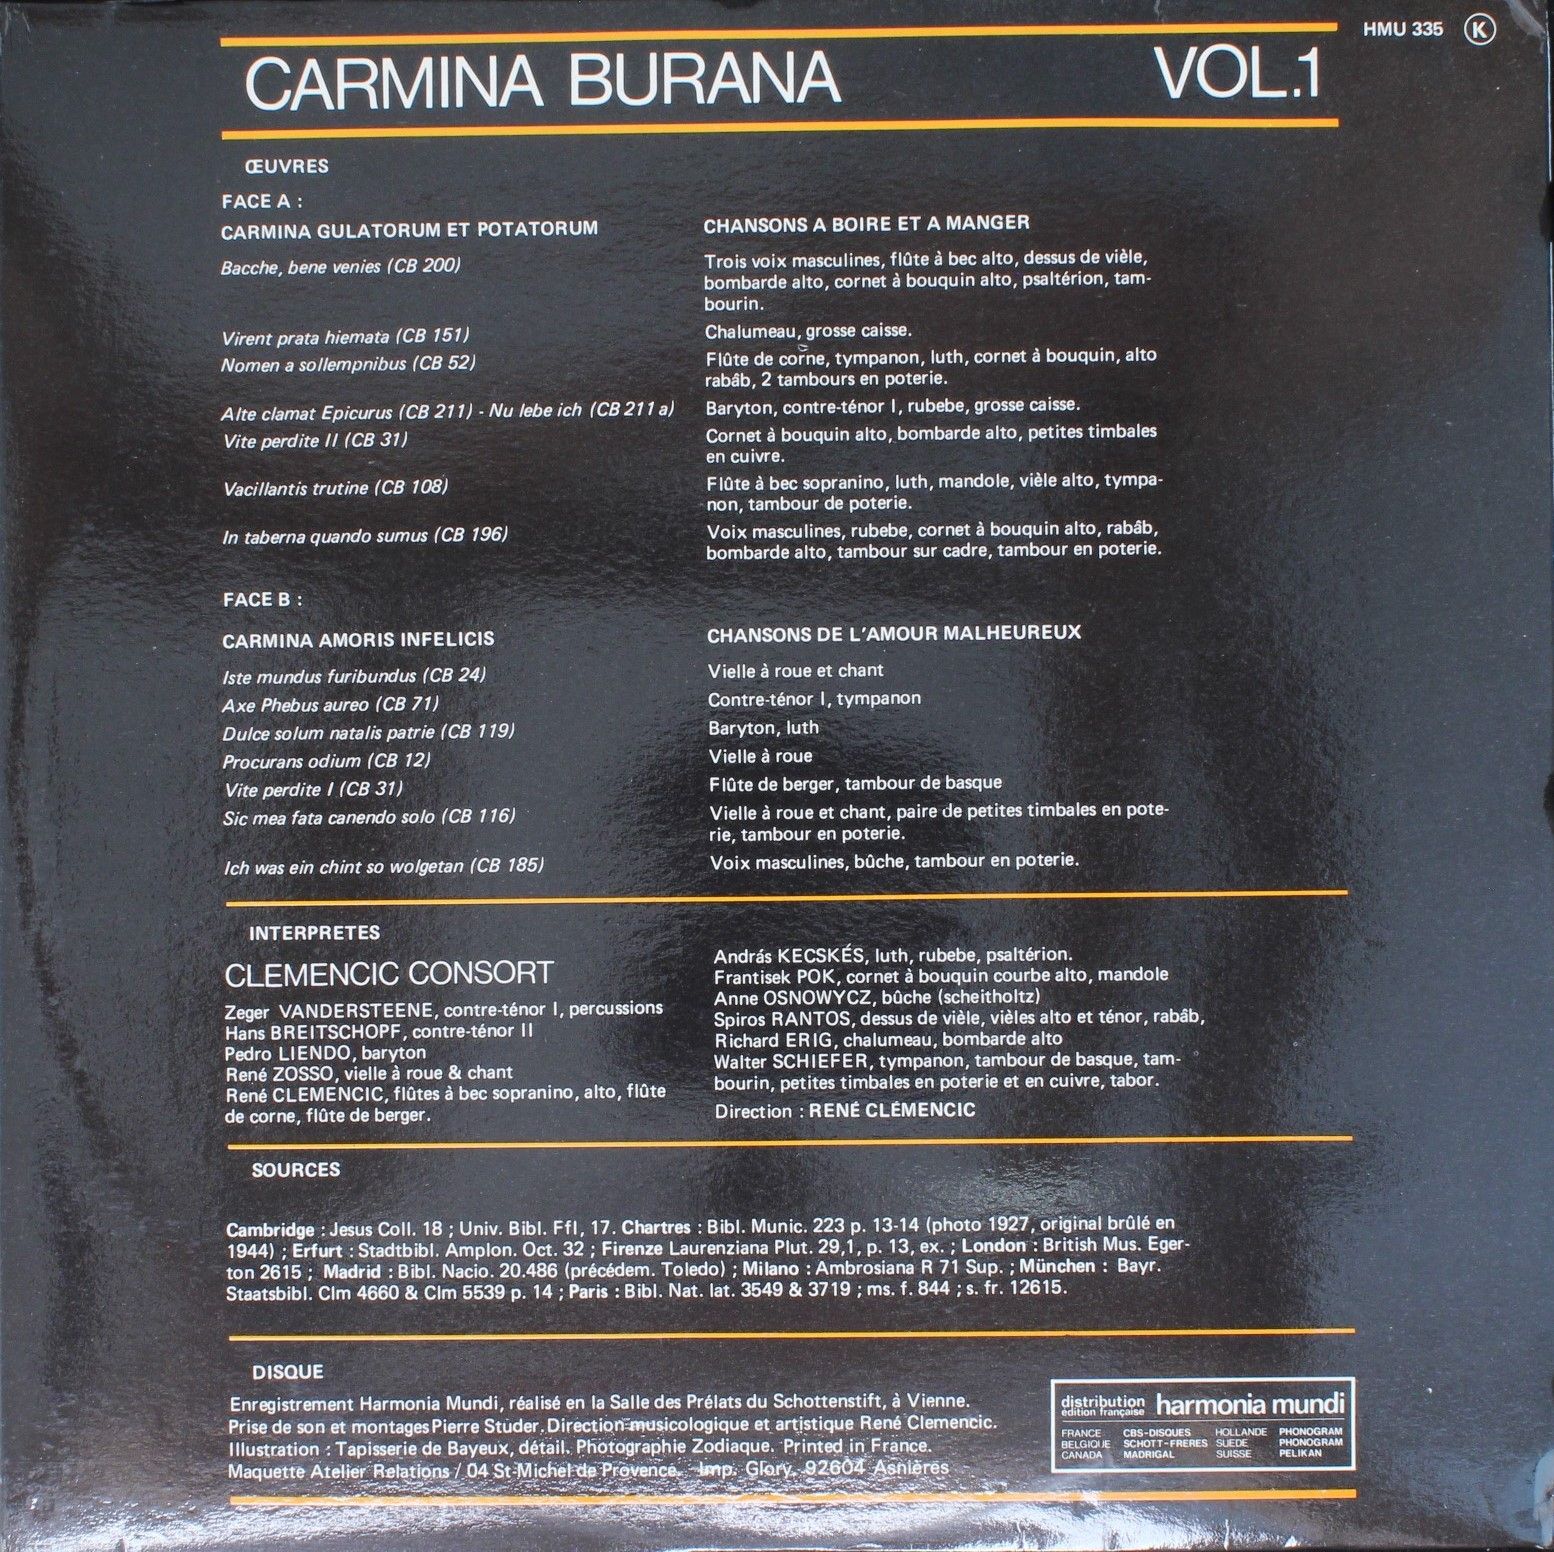 HMU 335 K
CARMINA BURANA VOL.1
ŒUVRES
FACE A :
CARMINA GULATORUM ET POTATORUM
CHANSONS A BOIRE ET A MANGER
Bacche, bene venies (CB 200)
Trois voix masculines, flûte à bec alto, dessus de vièle,
bombarde alto, cornet à bouquin alto, psaltérion, tam-
bourin.
Virent prata hiemata (CB 151)
Chalumeau, grosse caisse.
Nomen a sollempnibus (CB 52)
Flûte de corne, tympanon, luth, cornet à bouquin, alto
rabâb, 2 tambours en poterie.
Alte clamat Epicurus (CB 211) - Nu lebe ich (CB 211 a)
Baryton, contre-ténor I, rubebe, grosse caisse.
Vite perdite II (CB 31)
Cornet à bouquin alto, bombarde alto, petites timbales
en cuivre.
Vacillantis trutine (CB 108)
Flûte à bec sopranino, luth, mandole, vièle alto, tympa-
non, tambour de poterie.
In taberna quando sumus (CB 196)
Voix masculines, rubebe, cornet à bouquin alto, rabâb,
bombarde alto, tambour sur cadre, tambour en poterie.
FACE B :
CARMINA AMORIS INFELICIS
CHANSONS DE L'AMOUR MALHEUREUX
Iste mundus furibundus (CB 24)
Vielle à roue et chant
Axe Phebus aureo (CB 71)
Contre-ténor I, tympanon
Dulce solum natalis patrie (CB 119)
Baryton, luth
Procurans odium (CB 12)
Vielle à roue
Vite perdite I (CB 31)
Flûte de berger, tambour de basque
Sic mea fata canendo solo (CB 116)
Vielle à roue et chant, paire de petites timbales en pote-
rie, tambour en poterie.
Ich was ein chint so wolgetan (CB 185)
Voix masculines, bûche, tambour en poterie.
INTERPRETES
CLEMENCIC CONSORT
Zeger VANDERSTEENE, contre-ténor I, percussions
Hans BREITSCHOPF, contre-ténor II
Pedro LIENDO, baryton
René ZOSSO, vielle à roue & chant
René CLEMENCIC, flûtes à bec sopranino, alto, flûte
de corne, flûte de berger.
András KECSKÉS, luth, rubebe, psaltérion.
Frantisek POK, cornet à bouquin courbe alto, mandole
Anne OSNOWYCZ, bûche (scheitholtz)
Spiros RANTOS, dessus de vièle, vièles alto et ténor, rabâb,
Richard ERIG, chalumeau, bombarde alto
Walter SCHIEFER, tympanon, tambour de basque, tam-
bourin, petites timbales en poterie et en cuivre, tabor.
Direction : RENÉ CLÉMENCIC
SOURCES
Cambridge : Jesus Coll. 18 ; Univ. Bibl. FfI, 17. Chartres : Bibl. Munic. 223 p. 13-14 (photo 1927, original brûlé en
1944) ; Erfurt : Stadtbibl. Amplon. Oct. 32 ; Firenze Laurenziana Plut. 29,1, p. 13, ex. ; London : British Mus. Eger-
ton 2615 ; Madrid : Bibl. Nacio. 20.486 (précédem. Toledo) ; Milano : Ambrosiana R 71 Sup. ; München : Bayr.
Staatsbibl. Clm 4660 & Clm 5539 p. 14 ; Paris : Bibl. Nat. lat. 3549 & 3719 ; ms. f. 844 ; s. fr. 12615.
DISQUE
Enregistrement Harmonia Mundi, réalisé en la Salle des Prélats du Schottenstift, à Vienne.
Prise de son et montages Pierre Studer. Direction musicologique et artistique René Clemencic.
Illustration : Tapisserie de Bayeux, détail. Photographie Zodiaque. Printed in France.
Maquette Atelier Relations / 04 St-Michel de Provence. Imp. Glory. 92604 Asnières
distribution harmonia mundi
édition française
FRANCE CBS-DISQUES HOLLANDE PHONOGRAM
BELGIQUE SCHOTT-FRERES SUEDE PHONOGRAM
CANADA MADRIGAL SUISSE PELIKAN